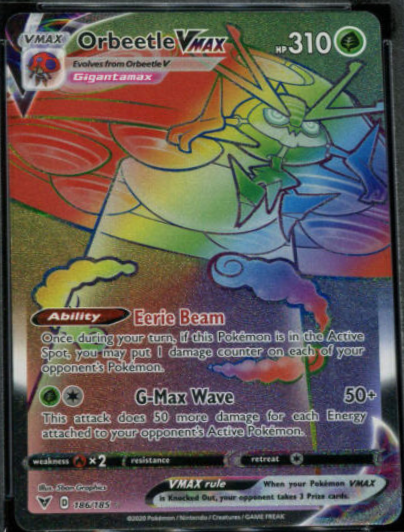 VMAX Orbeetle VMAX HP 310
Evolves from Orbeetle V
Gigantamax
Ability Eerie Beam
Once during your turn, if this Pokémon is in the Active
Spot, you may put 1 damage counter on each of your
opponent's Pokémon.
G-Max Wave 50+
This attack does 50 more damage for each Energy
attached to your opponent's Active Pokémon.
weakness ×2 resistance retreat
Illus. 5ban Graphics
VMAX rule When your Pokémon VMAX
is Knocked Out, your opponent takes 3 Prize cards.
D 186/185
©2020 Pokémon / Nintendo / Creatures / GAME FREAK